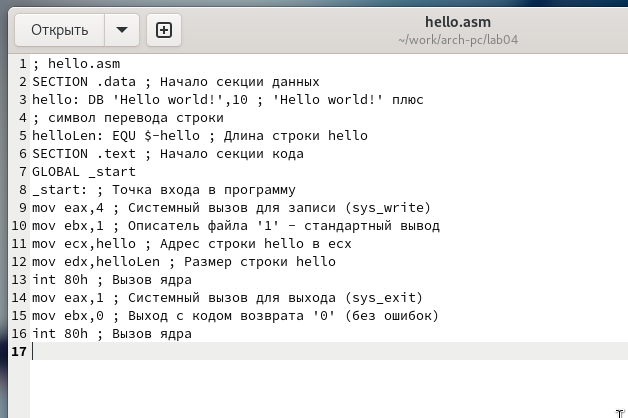 Открыть
hello.asm
~/work/arch-pc/lab04
1 ; hello.asm
2 SECTION .data ; Начало секции данных
3 hello: DB 'Hello world!',10 ; 'Hello world!' плюс
4 ; символ перевода строки
5 helloLen: EQU $-hello ; Длина строки hello
6 SECTION .text ; Начало секции кода
7 GLOBAL _start
8 _start: ; Точка входа в программу
9 mov eax,4 ; Системный вызов для записи (sys_write)
10 mov ebx,1 ; Описатель файла '1' - стандартный вывод
11 mov ecx,hello ; Адрес строки hello в ecx
12 mov edx,helloLen ; Размер строки hello
13 int 80h ; Вызов ядра
14 mov eax,1 ; Системный вызов для выхода (sys_exit)
15 mov ebx,0 ; Выход с кодом возврата '0' (без ошибок)
16 int 80h ; Вызов ядра
17